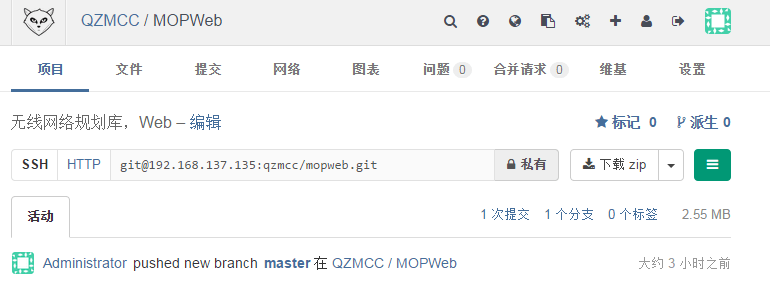 QZMCC / MOPWeb
项目 文件 提交 网络 图表 问题 0 合并请求 0 维基 设置
无线网络规划库，Web – 编辑 标记 0 派生 0
SSH HTTP git@192.168.137.135:qzmcc/mopweb.git 私有 下载 zip
活动 1 次提交 1 个分支 0 个标签 2.55 MB
Administrator pushed new branch master 在 QZMCC / MOPWeb 大约 3 小时之前